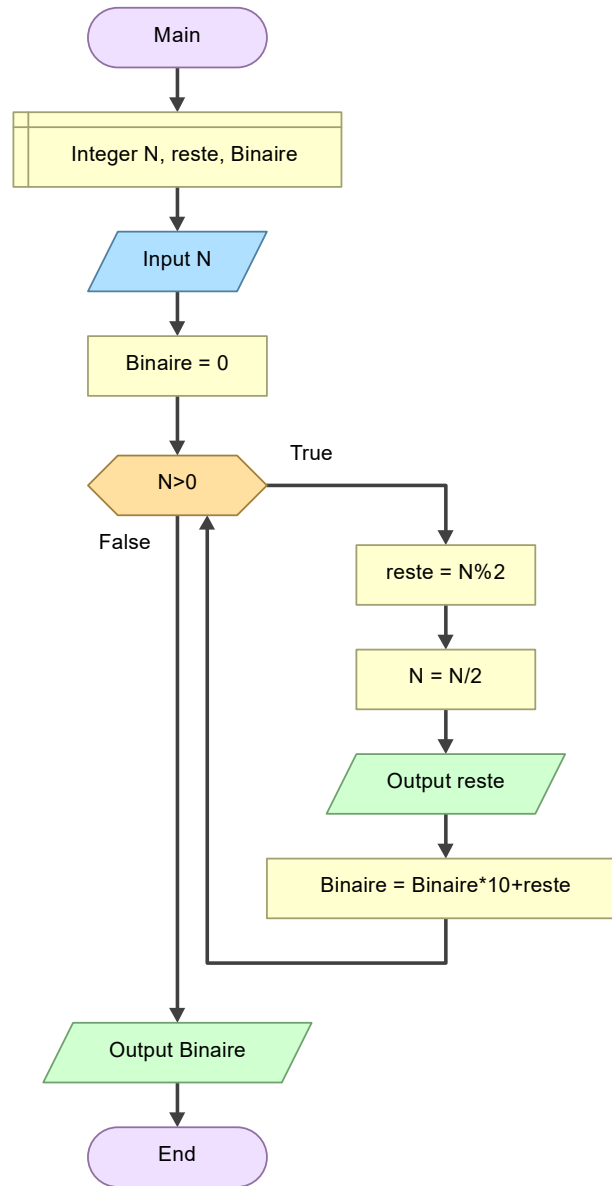 Main
Integer N, reste, Binaire
Input N
Binaire = 0
N>0
True
False
reste = N%2
N = N/2
Output reste
Binaire = Binaire*10+reste
Output Binaire
End